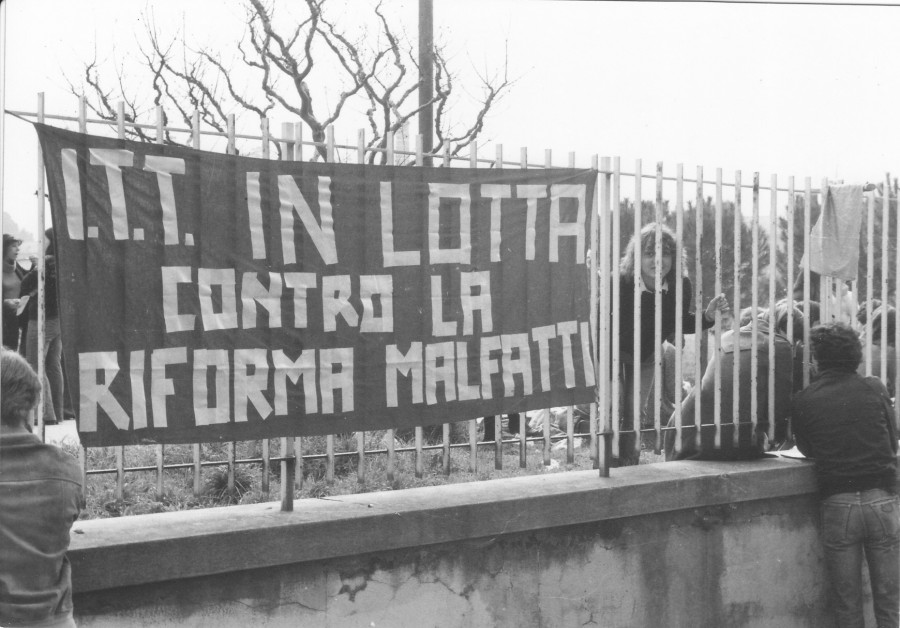 I.T.T. IN LOTTA
CONTRO LA
RIFORMA MALFATTI